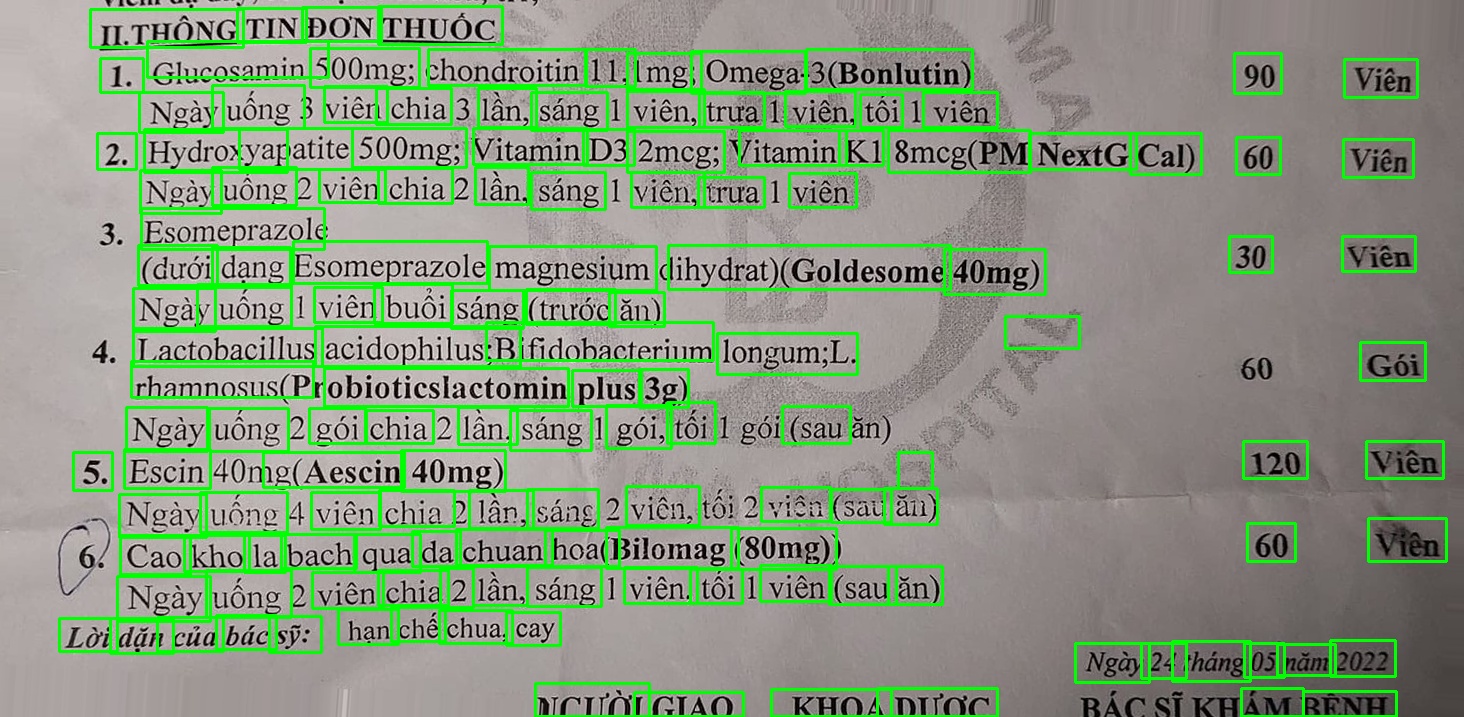 II.THÔNG TIN ĐƠN THUỐC
1. Glucosamin 500mg; chondroitin 11,1mg; Omega-3(Bonlutin) 90 Viên
Ngày uống 3 viên chia 3 lần, sáng 1 viên, trưa 1 viên, tối 1 viên
2. Hydroxyapatite 500mg; Vitamin D3 2mcg; Vitamin K1 8mcg(PM NextG Cal) 60 Viên
Ngày uống 2 viên chia 2 lần, sáng 1 viên, trưa 1 viên
3. Esomeprazole
(dưới dạng Esomeprazole magnesium dihydrat)(Goldesome 40mg) 30 Viên
Ngày uống 1 viên buổi sáng (trước ăn)
4. Lactobacillus acidophilus;Bifidobacterium longum;L.
rhamnosus(Probioticslactomin plus 3g) 60 Gói
Ngày uống 2 gói chia 2 lần, sáng 1 gói, tối 1 gói (sau ăn)
5. Escin 40mg(Aescin 40mg) 120 Viên
Ngày uống 4 viên chia 2 lần, sáng 2 viên, tối 2 viên (sau ăn)
6. Cao kho la bach qua da chuan hoa(Bilomag (80mg)) 60 Viên
Ngày uống 2 viên chia 2 lần, sáng 1 viên, tối 1 viên (sau ăn)
Lời dặn của bác sỹ: hạn chế chua, cay
Ngày 24 tháng 05 năm 2022
NGƯỜI GIAO KHOA DƯỢC BÁC SĨ KHÁM BỆNH